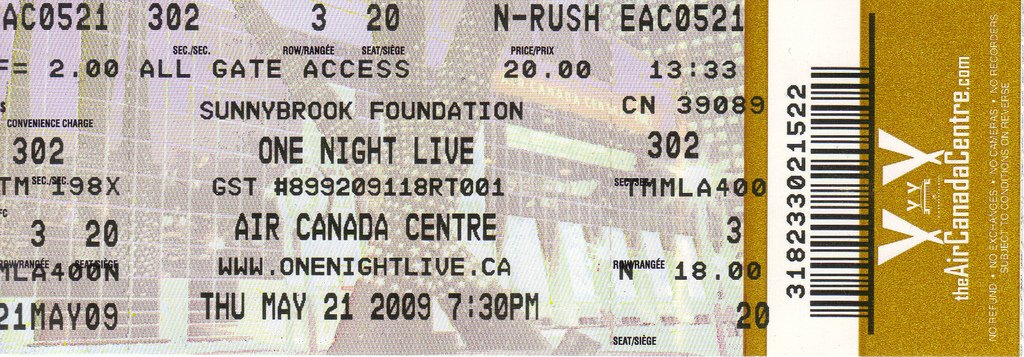 AC0521 302 3 20 N-RUSH EAC0521
SEC./SEC. ROW/RANGÉE SEAT/SIÈGE PRICE/PRIX
F= 2.00 ALL GATE ACCESS 20.00 13:33
SUNNYBROOK FOUNDATION CN 39089
CONVENIENCE CHARGE
302 ONE NIGHT LIVE 302
SEC./SEC.
TM 198X GST #899209118RT001 TMMLA400
3 20 AIR CANADA CENTRE 3
ROW/RANGÉE SEAT/SIÈGE ROW/RANGÉE
MLA400N WWW.ONENIGHTLIVE.CA N 18.00
21MAY09 THU MAY 21 2009 7:30PM 20
SEAT/SIÈGE
31823302 1522
theAirCanadaCentre.com
NO REFUND • NO EXCHANGES • NO CAMERAS • NO RECORDERS
SUBJECT TO CONDITIONS ON REVERSE